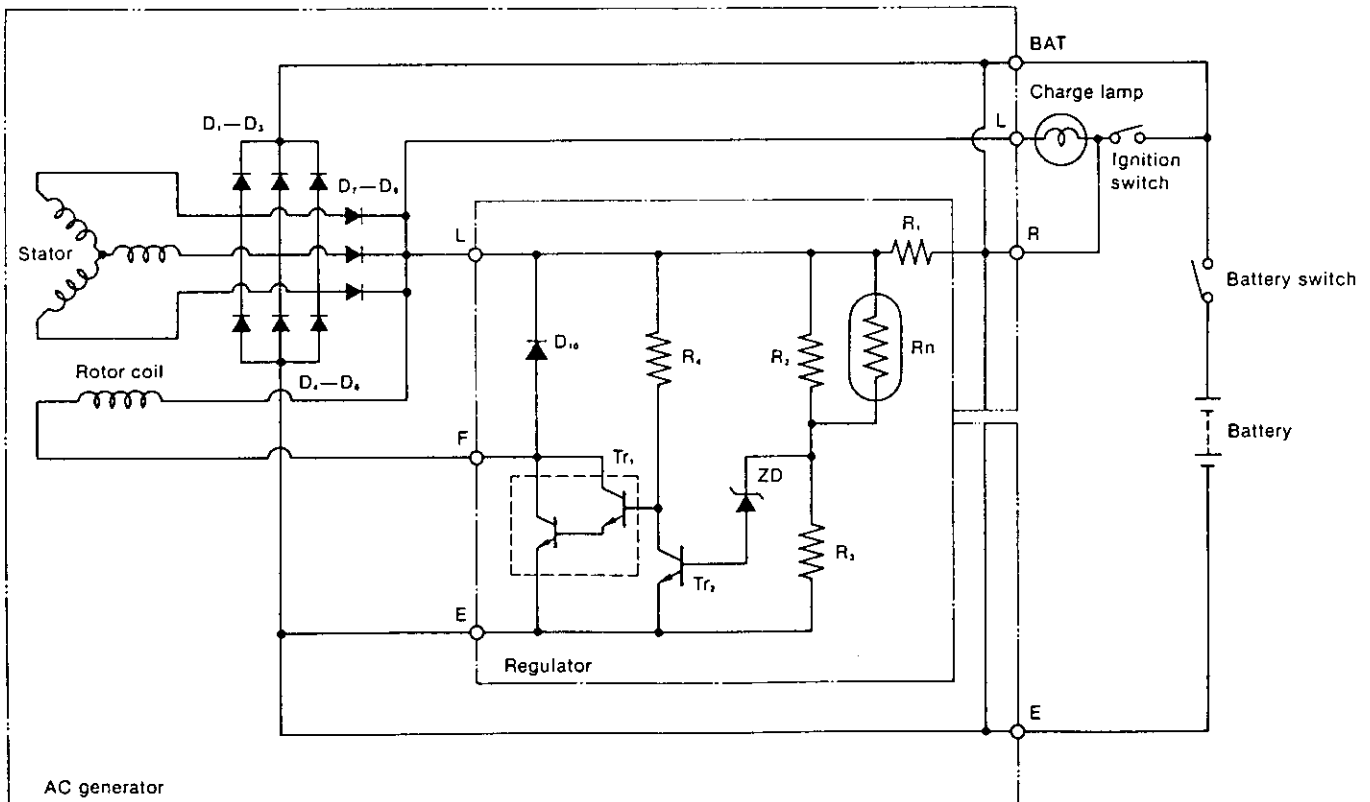 BAT
Charge lamp
L
Ignition
switch
D₁—D₃
D₇—D₉
Stator
L
R₁
R
Battery switch
D₁₀
R₄
R₂
Rn
Rotor coil
D₄—D₆
F
Tr₁
ZD
Battery
R₃
Tr₂
E
Regulator
E
AC generator